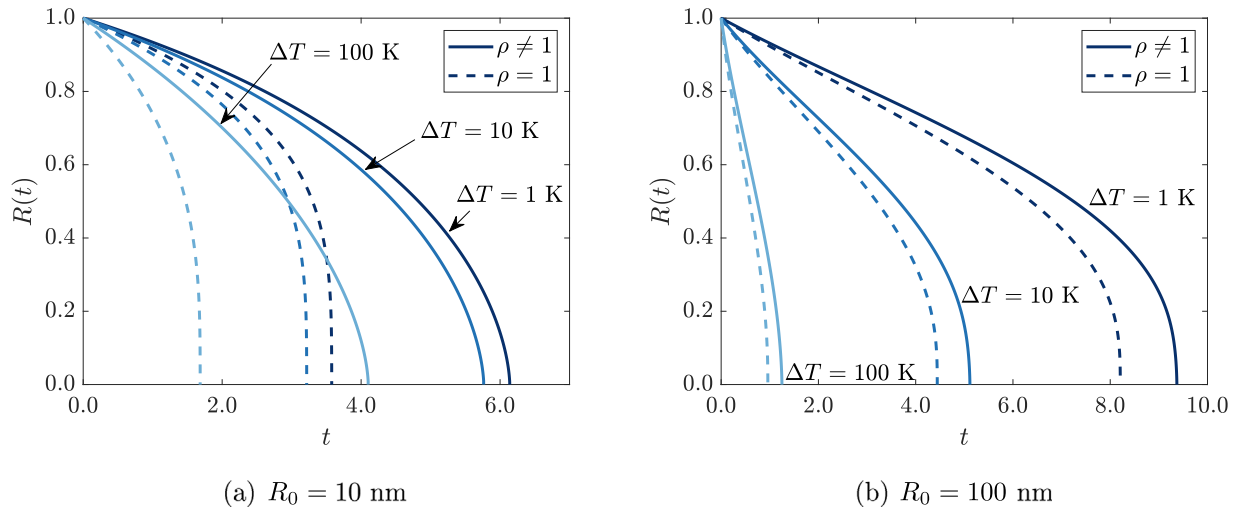 1.0
0.8
0.6
0.4
0.2
0.0
R(t)
0.0 2.0 4.0 6.0
t
ρ ≠ 1
ρ = 1
ΔT = 100 K
ΔT = 10 K
ΔT = 1 K
(a) R₀ = 10 nm
1.0
0.8
0.6
0.4
0.2
0.0
R(t)
0.0 2.0 4.0 6.0 8.0 10.0
t
ρ ≠ 1
ρ = 1
ΔT = 1 K
ΔT = 10 K
ΔT = 100 K
(b) R₀ = 100 nm